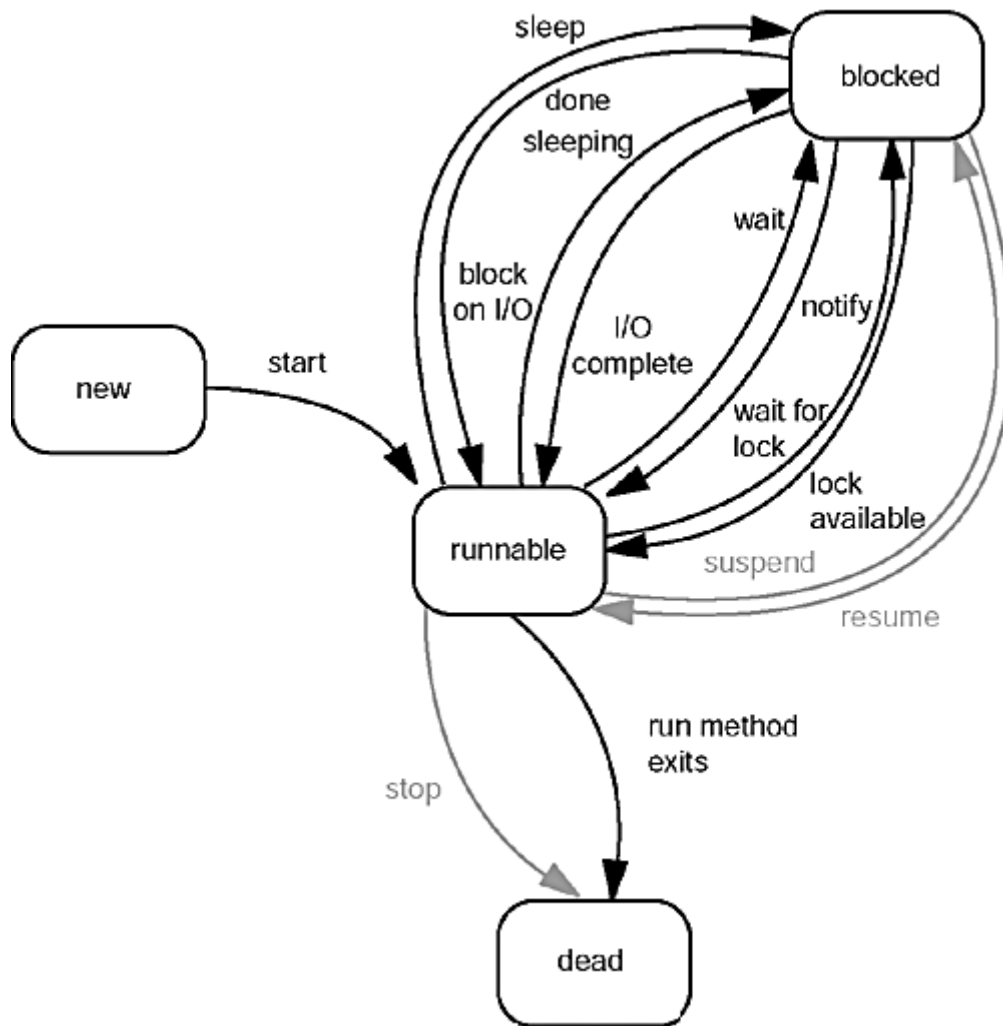 sleep
blocked
done
sleeping
wait
block
on I/O
notify
I/O
complete
start
new
wait for
lock
lock
available
runnable
suspend
resume
run method
exits
stop
dead